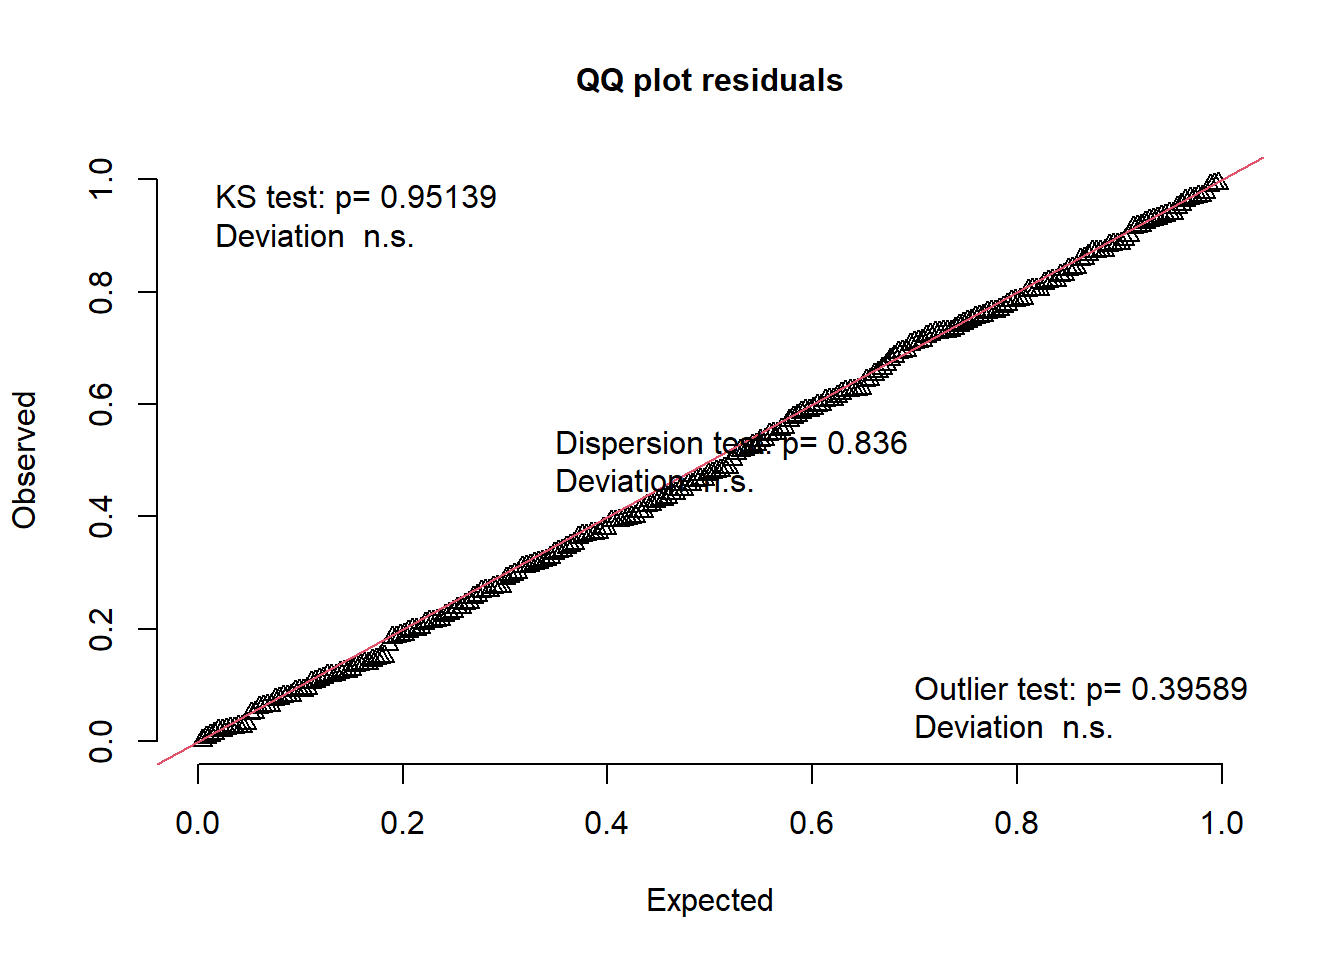 QQ plot residuals
KS test: p= 0.95139
Deviation  n.s.
Dispersion test: p= 0.836
Deviation  n.s.
Outlier test: p= 0.39589
Deviation  n.s.
Observed
1.0
0.8
0.6
0.4
0.2
0.0
0.0 0.2 0.4 0.6 0.8 1.0
Expected